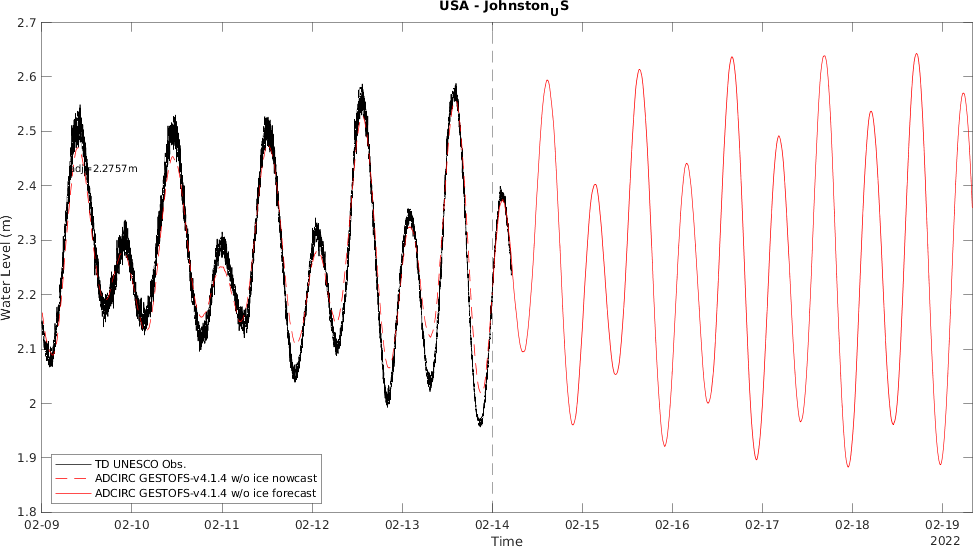 USA - Johnston_US
2.7
2.6
2.5
2.4
2.3
2.2
2.1
2
1.9
1.8
Water Level (m)
adj=2.2757m
TD UNESCO Obs.
ADCIRC GESTOFS-v4.1.4 w/o ice nowcast
ADCIRC GESTOFS-v4.1.4 w/o ice forecast
02-09 02-10 02-11 02-12 02-13 02-14 02-15 02-16 02-17 02-18 02-19
Time
2022